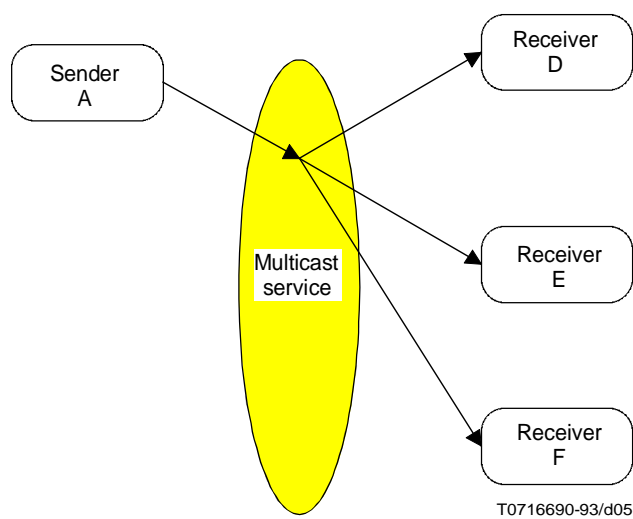 Sender
A
Receiver
D
Multicast
service
Receiver
E
Receiver
F
T0716690-93/d05